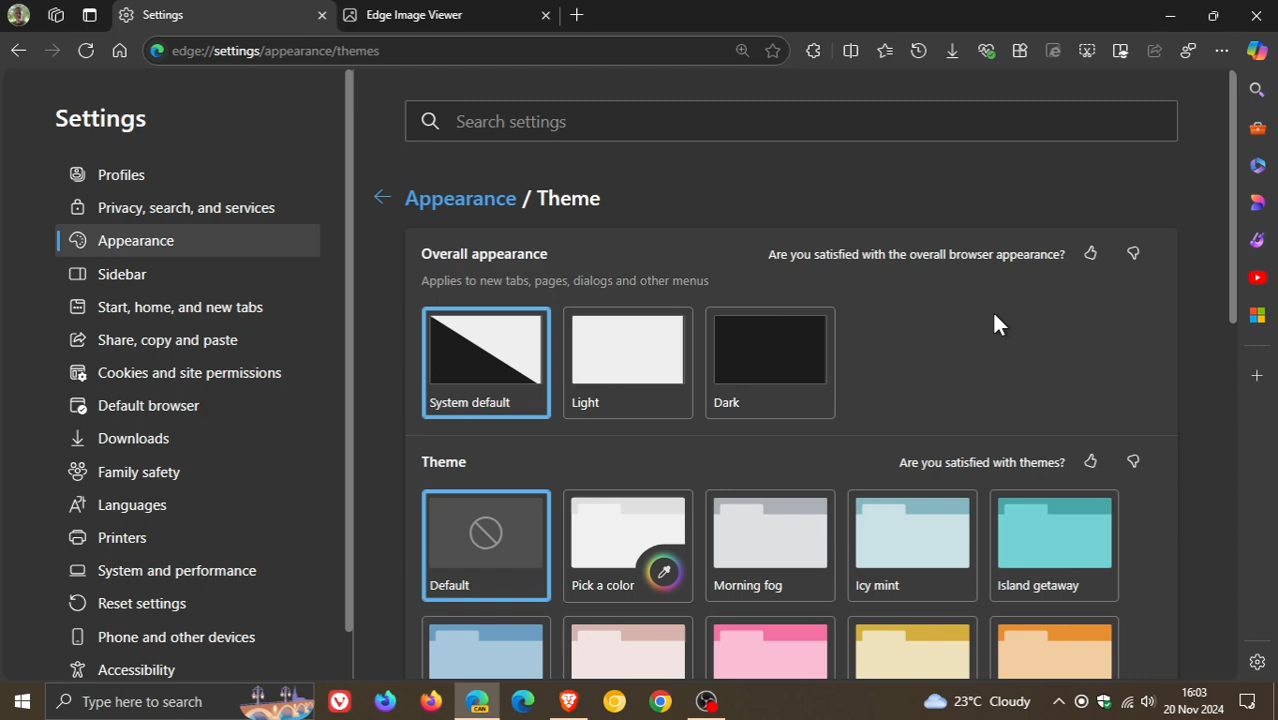 Settings
Edge Image Viewer
edge://settings/appearance/themes
Settings
Search settings
Profiles
Privacy, search, and services
Appearance
Sidebar
Start, home, and new tabs
Share, copy and paste
Cookies and site permissions
Default browser
Downloads
Family safety
Languages
Printers
System and performance
Reset settings
Phone and other devices
Accessibility
Appearance / Theme
Overall appearance
Are you satisfied with the overall browser appearance?
Applies to new tabs, pages, dialogs and other menus
System default
Light
Dark
Theme
Are you satisfied with themes?
Default
Pick a color
Morning fog
Icy mint
Island getaway
Type here to search
CAN
23°C Cloudy
16:03
20 Nov 2024